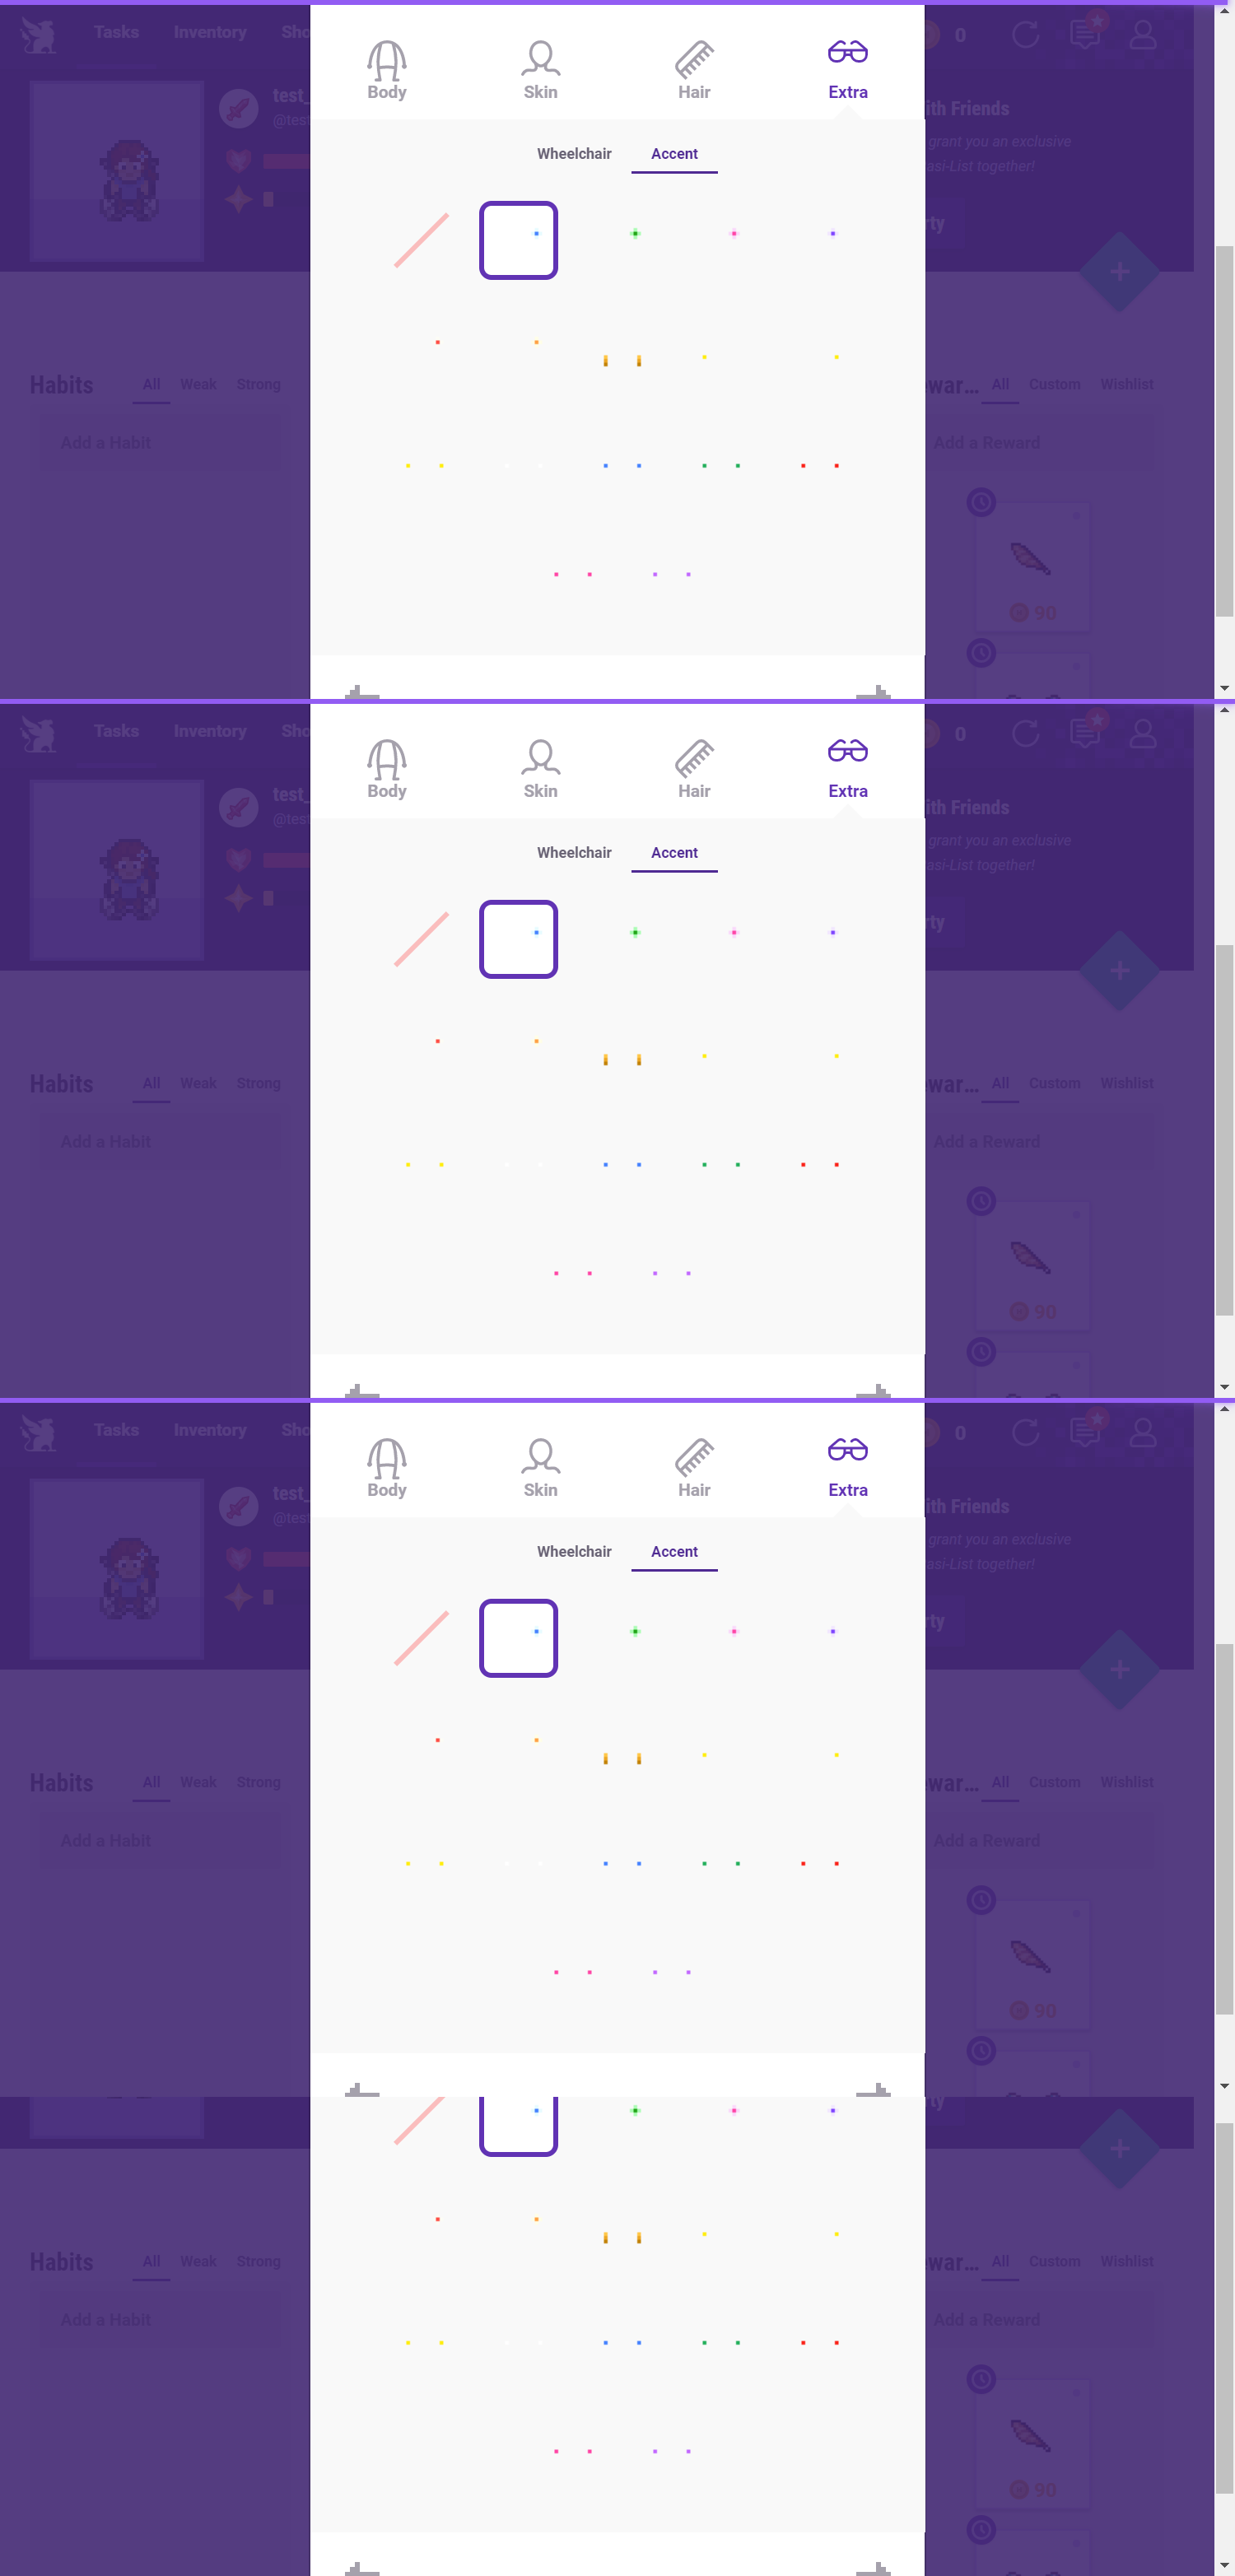 Tasks Inventory Sho 0
Body Skin Hair Extra
test_ ith Friends
@test grant you an exclusive
Wheelchair Accent
asi-List together!
rty
Habits All Weak Strong ewar... All Custom Wishlist
Add a Habit Add a Reward
90
Tasks Inventory Sho 0
Body Skin Hair Extra
test_ ith Friends
@test grant you an exclusive
Wheelchair Accent
asi-List together!
rty
Habits All Weak Strong ewar... All Custom Wishlist
Add a Habit Add a Reward
90
Tasks Inventory Sho 0
Body Skin Hair Extra
test_ ith Friends
@test grant you an exclusive
Wheelchair Accent
asi-List together!
rty
Habits All Weak Strong ewar... All Custom Wishlist
Add a Habit Add a Reward
90
rty
Habits All Weak Strong ewar... All Custom Wishlist
Add a Habit Add a Reward
90